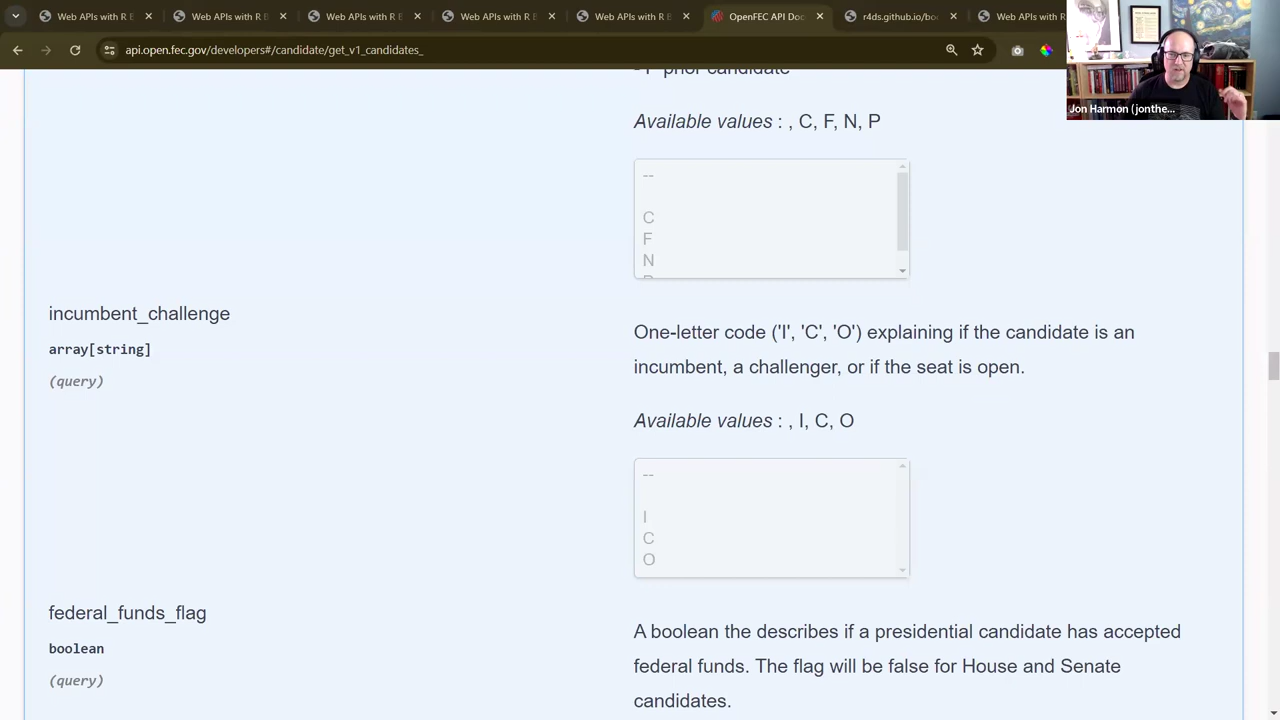 Web APIs with R E
Web APIs with R B
Web APIs with R E
Web APIs with R E
Web APIs with R B
OpenFEC API Doc
r4ds.github.io/bo
Web APIs with R
api.open.fec.gov/developers#/candidate/get_v1_candidates_
Jon Harmon (jonthe...
- P prior candidate
Available values : , C, F, N, P
--
C
F
N
P
incumbent_challenge
One-letter code ('I', 'C', 'O') explaining if the candidate is an
array[string]
incumbent, a challenger, or if the seat is open.
(query)
Available values : , I, C, O
--
I
C
O
federal_funds_flag
A boolean the describes if a presidential candidate has accepted
boolean
federal funds. The flag will be false for House and Senate
(query)
candidates.